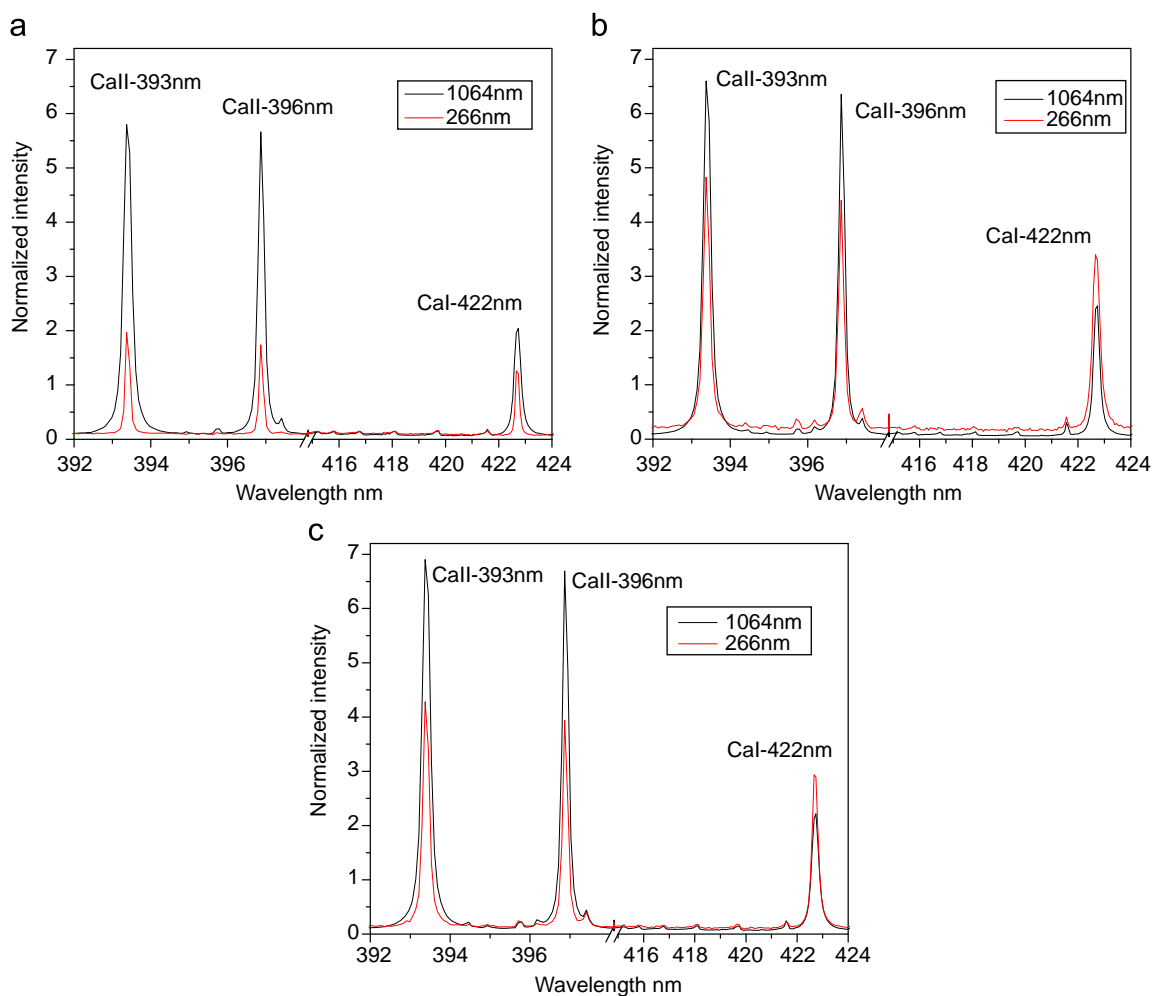 a
7
6
5
4
3
2
1
0
Normalized intensity
CaII-393nm
CaII-396nm
CaI-422nm
1064nm
266nm
392 394 396 416 418 420 422 424
Wavelength nm
b
7
6
5
4
3
2
1
0
Normalized intensity
CaII-393nm
CaII-396nm
CaI-422nm
1064nm
266nm
392 394 396 416 418 420 422 424
Wavelength nm
c
7
6
5
4
3
2
1
0
Normalized intensity
CaII-393nm
CaII-396nm
CaI-422nm
1064nm
266nm
392 394 396 416 418 420 422 424
Wavelength nm